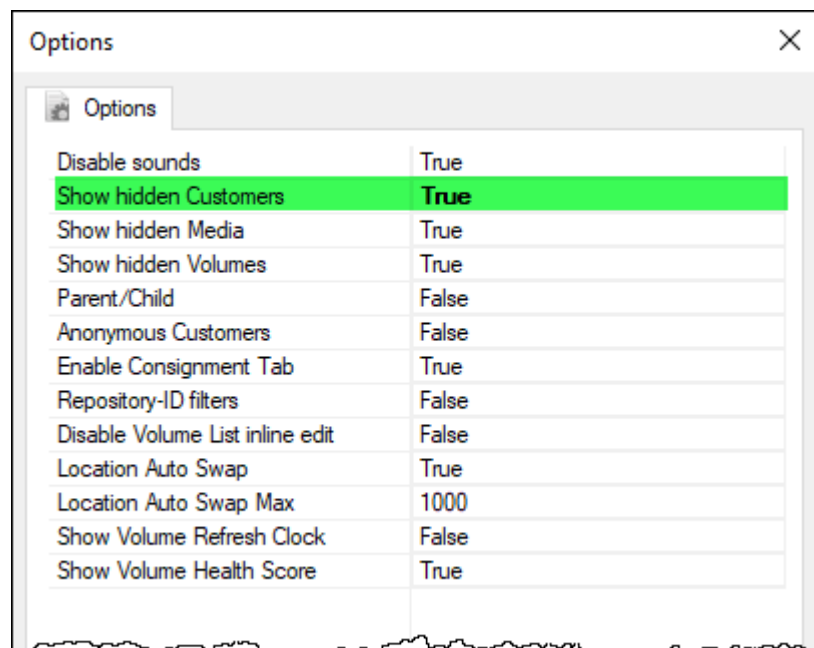 Options
Options
Disable sounds True
Show hidden Customers True
Show hidden Media True
Show hidden Volumes True
Parent/Child False
Anonymous Customers False
Enable Consignment Tab True
Repository-ID filters False
Disable Volume List inline edit False
Location Auto Swap True
Location Auto Swap Max 1000
Show Volume Refresh Clock False
Show Volume Health Score True